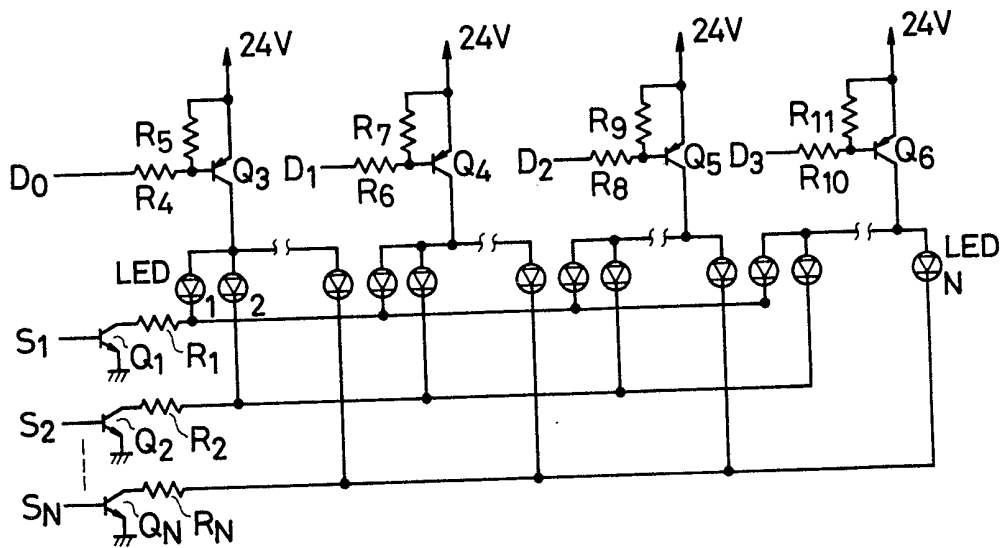 24V 24V 24V 24V
R5 R7 R9 R11
D0 Q3 D1 Q4 D2 Q5 D3 Q6
R4 R6 R8 R10
LED 1 2 LED N
S1 Q1 R1
S2 Q2 R2
SN QN RN